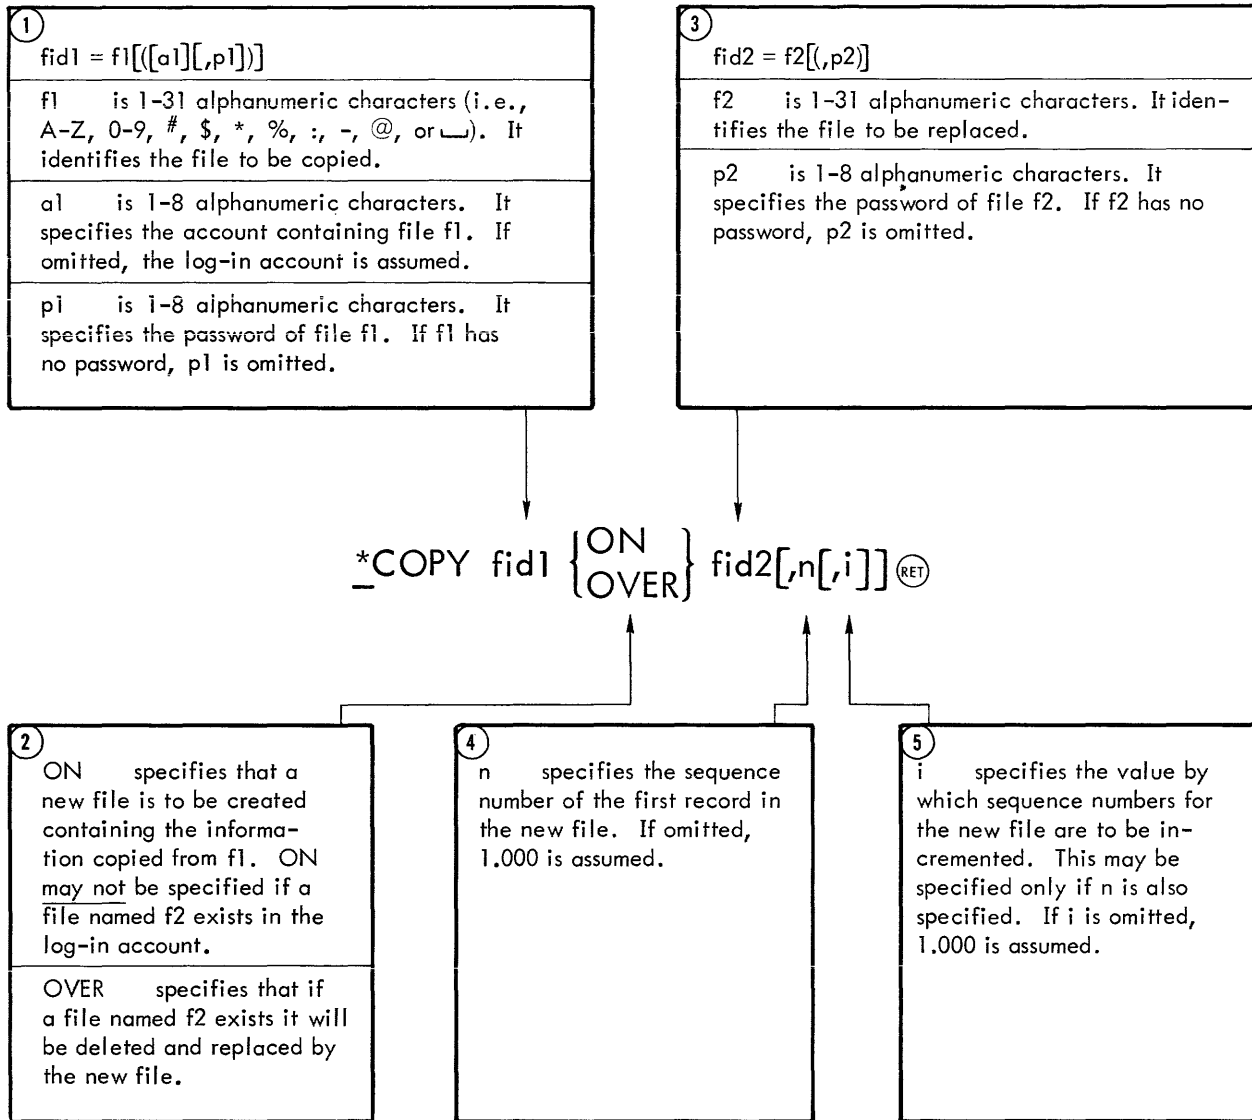 1
fid1 = f1[([a1][,p1])]
f1 is 1-31 alphanumeric characters (i.e.,
A-Z, 0-9, #, $, *, %, :, -, @, or ⎵). It
identifies the file to be copied.
a1 is 1-8 alphanumeric characters. It
specifies the account containing file f1. If
omitted, the log-in account is assumed.
p1 is 1-8 alphanumeric characters. It
specifies the password of file f1. If f1 has
no password, p1 is omitted.
3
fid2 = f2[(,p2)]
f2 is 1-31 alphanumeric characters. It iden-
tifies the file to be replaced.
p2 is 1-8 alphanumeric characters. It
specifies the password of file f2. If f2 has no
password, p2 is omitted.
*COPY fid1 {ON
OVER} fid2[,n[,i]] RET
2
ON specifies that a
new file is to be created
containing the informa-
tion copied from f1. ON
may not be specified if a
file named f2 exists in the
log-in account.
OVER specifies that if
a file named f2 exists it will
be deleted and replaced by
the new file.
4
n specifies the sequence
number of the first record in
the new file. If omitted,
1.000 is assumed.
5
i specifies the value by
which sequence numbers for
the new file are to be in-
cremented. This may be
specified only if n is also
specified. If i is omitted,
1.000 is assumed.